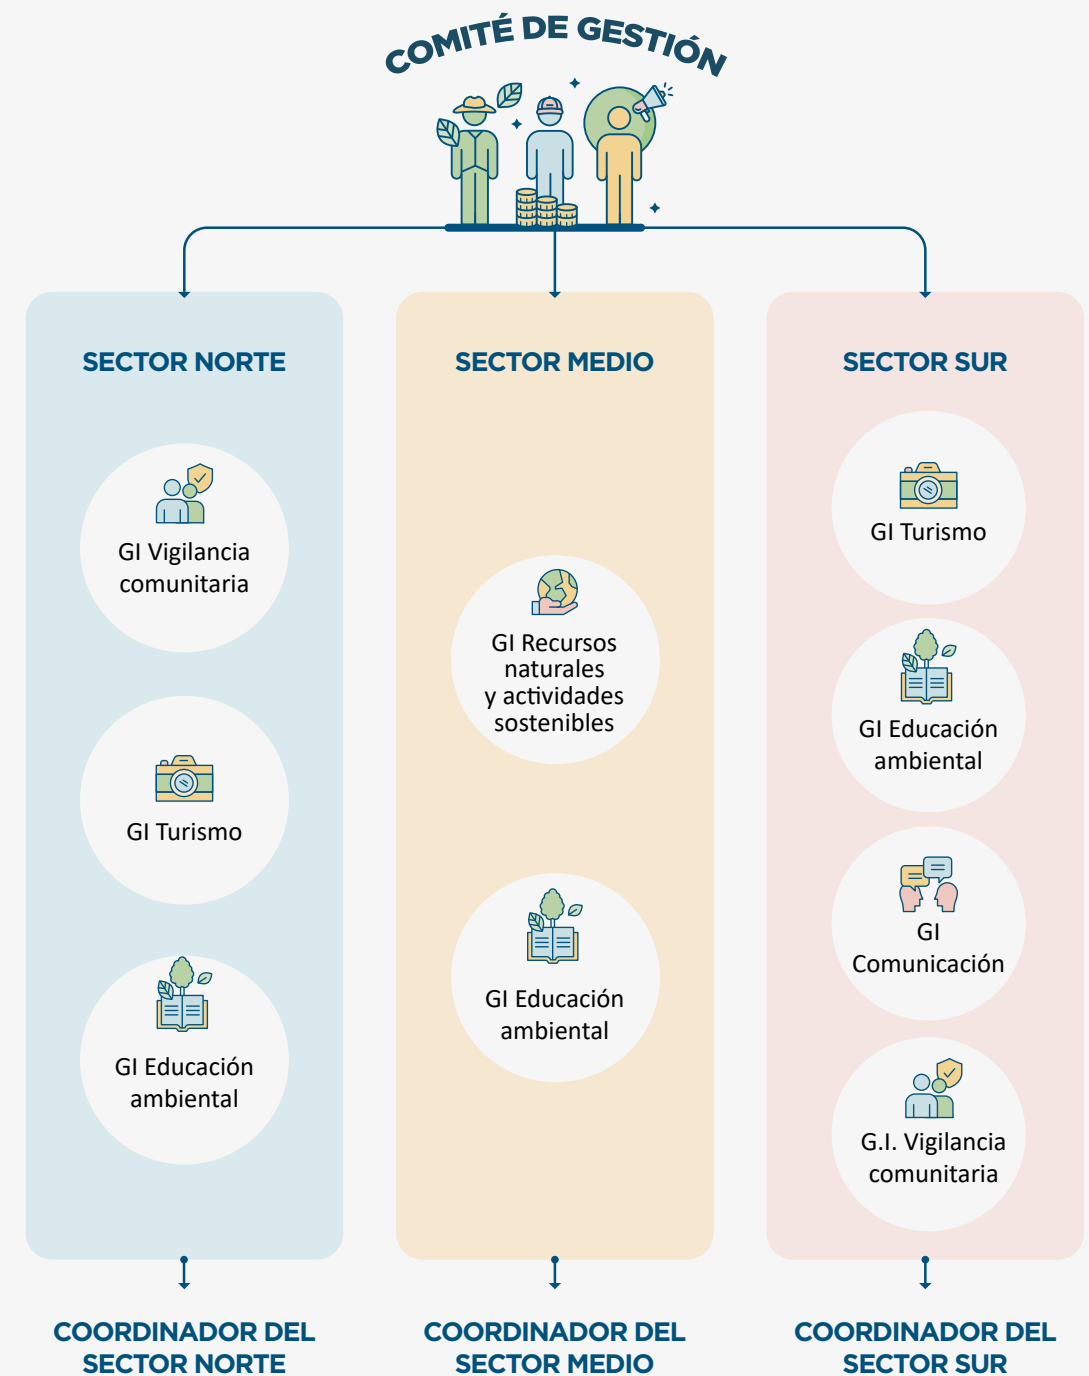 COMITÉ DE GESTIÓN
SECTOR NORTE
GI Vigilancia
comunitaria
GI Turismo
GI Educación
ambiental
COORDINADOR DEL
SECTOR NORTE
SECTOR MEDIO
GI Recursos
naturales
y actividades
sostenibles
GI Educación
ambiental
COORDINADOR DEL
SECTOR MEDIO
SECTOR SUR
GI Turismo
GI Educación
ambiental
GI
Comunicación
G.I. Vigilancia
comunitaria
COORDINADOR DEL
SECTOR SUR